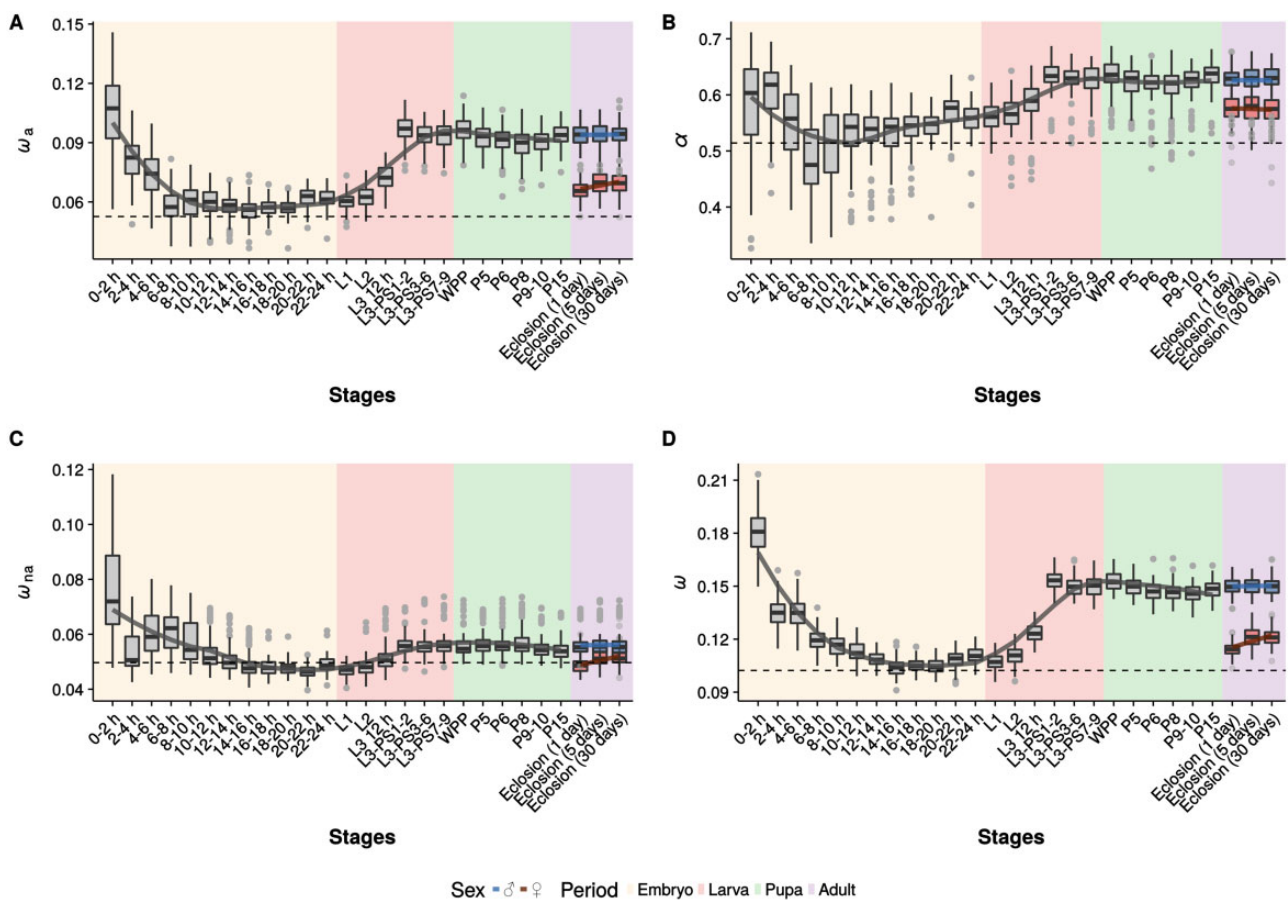 A
0.15
0.12
0.09
0.06
ωa
0-2 h
2-4 h
4-6 h
6-8 h
8-10 h
10-12 h
12-14 h
14-16 h
16-18 h
18-20 h
20-22 h
22-24 h
L1
L2
L3-12 h
L3-PS1-2
L3-PS3-6
L3-PS7-9
WPP
P5
P6
P8
P9-10
P15
Eclosion (1 day)
Eclosion (5 days)
Eclosion (30 days)
Stages
B
0.7
0.6
0.5
0.4
α
0-2 h
2-4 h
4-6 h
6-8 h
8-10 h
10-12 h
12-14 h
14-16 h
16-18 h
18-20 h
20-22 h
22-24 h
L1
L2
L3-12 h
L3-PS1-2
L3-PS3-6
L3-PS7-9
WPP
P5
P6
P8
P9-10
P15
Eclosion (1 day)
Eclosion (5 days)
Eclosion (30 days)
Stages
C
0.12
0.10
0.08
0.06
0.04
ωna
0-2 h
2-4 h
4-6 h
6-8 h
8-10 h
10-12 h
12-14 h
14-16 h
16-18 h
18-20 h
20-22 h
22-24 h
L1
L2
L3-12 h
L3-PS1-2
L3-PS3-6
L3-PS7-9
WPP
P5
P6
P8
P9-10
P15
Eclosion (1 day)
Eclosion (5 days)
Eclosion (30 days)
Stages
D
0.21
0.18
0.15
0.12
0.09
ω
0-2 h
2-4 h
4-6 h
6-8 h
8-10 h
10-12 h
12-14 h
14-16 h
16-18 h
18-20 h
20-22 h
22-24 h
L1
L2
L3-12 h
L3-PS1-2
L3-PS3-6
L3-PS7-9
WPP
P5
P6
P8
P9-10
P15
Eclosion (1 day)
Eclosion (5 days)
Eclosion (30 days)
Stages
Sex ♂ ♀ Period Embryo Larva Pupa Adult